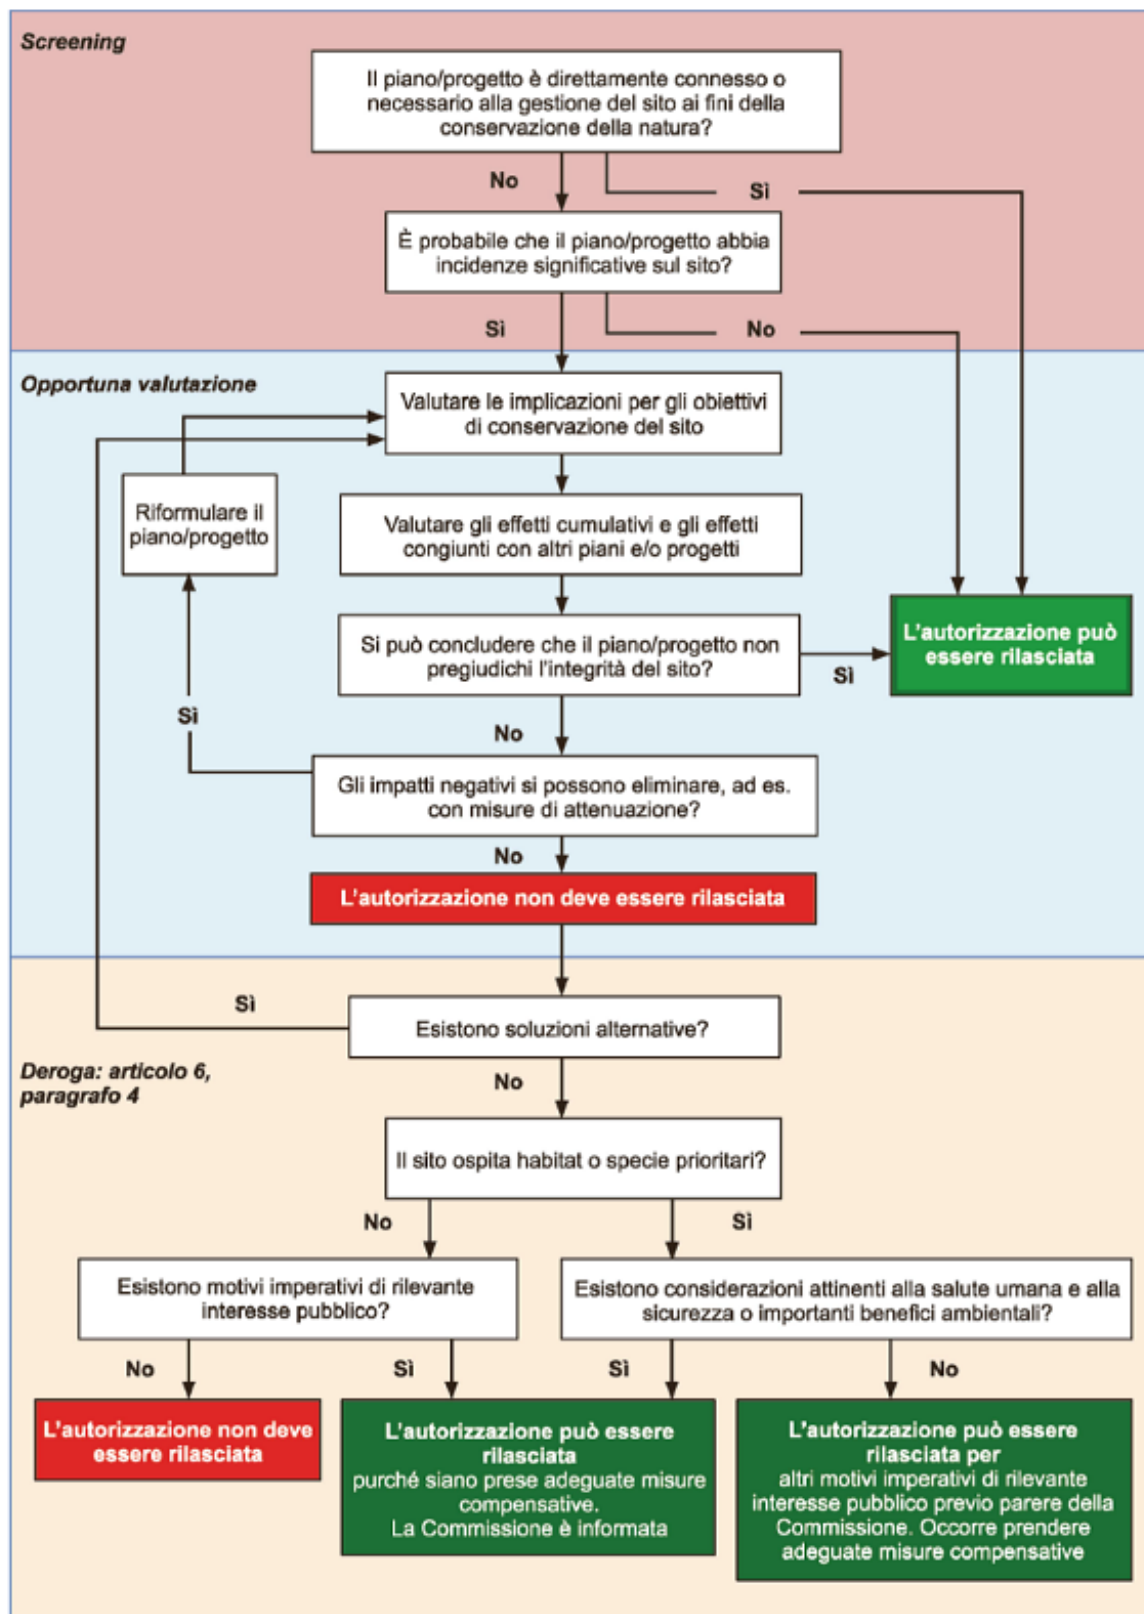 Screening
Il piano/progetto è direttamente connesso o
necessario alla gestione del sito ai fini della
conservazione della natura?
No
Sì
È probabile che il piano/progetto abbia
incidenze significative sul sito?
Sì
No
Opportuna valutazione
Valutare le implicazioni per gli obiettivi
di conservazione del sito
Riformulare il
piano/progetto
Valutare gli effetti cumulativi e gli effetti
congiunti con altri piani e/o progetti
Si può concludere che il piano/progetto non
pregiudichi l'integrità del sito?
Sì
L'autorizzazione può
essere rilasciata
Sì
No
Gli impatti negativi si possono eliminare, ad es.
con misure di attenuazione?
No
L'autorizzazione non deve essere rilasciata
Sì
Esistono soluzioni alternative?
Deroga: articolo 6,
paragrafo 4
No
Il sito ospita habitat o specie prioritari?
No
Sì
Esistono motivi imperativi di rilevante
interesse pubblico?
Esistono considerazioni attinenti alla salute umana e alla
sicurezza o importanti benefici ambientali?
No
Sì
Sì
No
L'autorizzazione non deve
essere rilasciata
L'autorizzazione può essere
rilasciata
purché siano prese adeguate misure
compensative.
La Commissione è informata
L'autorizzazione può essere
rilasciata per
altri motivi imperativi di rilevante
interesse pubblico previo parere della
Commissione. Occorre prendere
adeguate misure compensative